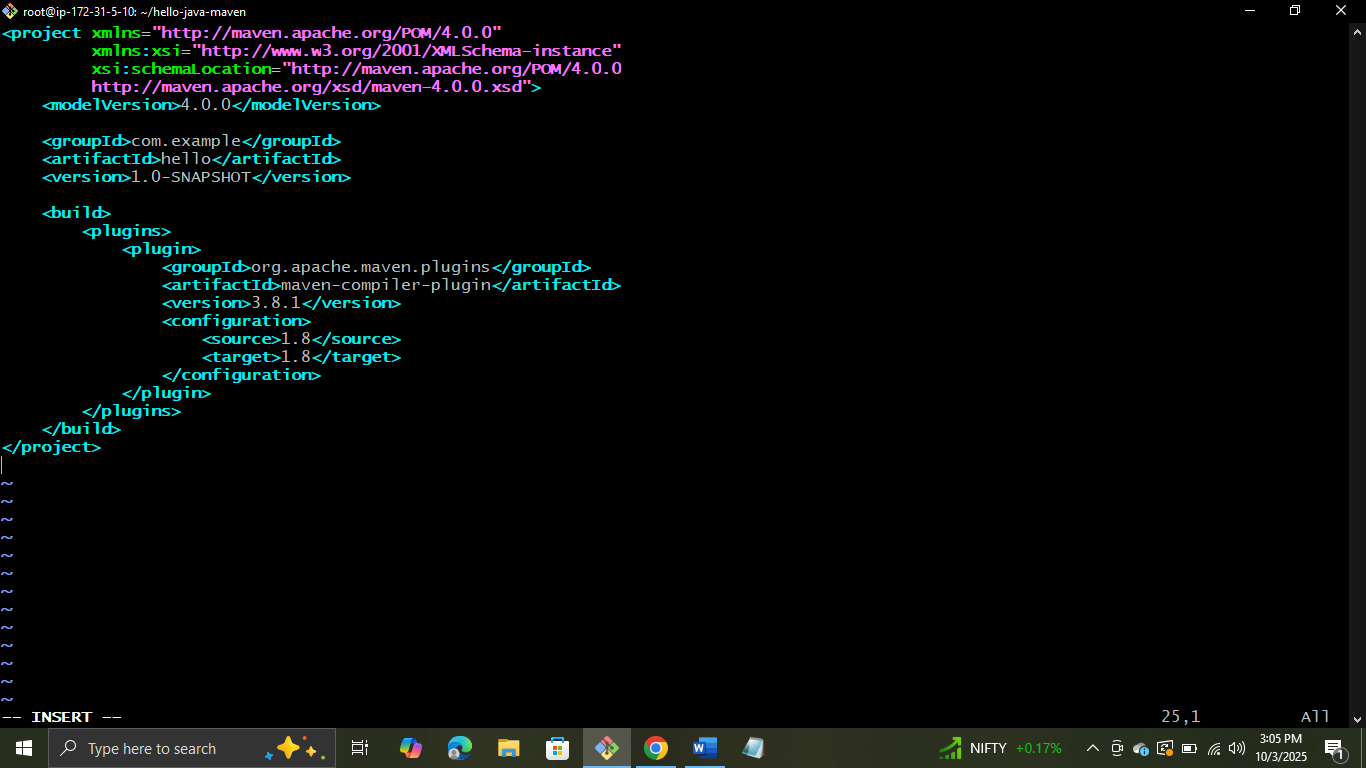 root@ip-172-31-5-10: ~/hello-java-maven
<project xmlns="http://maven.apache.org/POM/4.0.0"
         xmlns:xsi="http://www.w3.org/2001/XMLSchema-instance"
         xsi:schemaLocation="http://maven.apache.org/POM/4.0.0
         http://maven.apache.org/xsd/maven-4.0.0.xsd">
    <modelVersion>4.0.0</modelVersion>

    <groupId>com.example</groupId>
    <artifactId>hello</artifactId>
    <version>1.0-SNAPSHOT</version>

    <build>
        <plugins>
            <plugin>
                <groupId>org.apache.maven.plugins</groupId>
                <artifactId>maven-compiler-plugin</artifactId>
                <version>3.8.1</version>
                <configuration>
                    <source>1.8</source>
                    <target>1.8</target>
                </configuration>
            </plugin>
        </plugins>
    </build>
</project>

~
~
~
~
~
~
~
~
~
~
~
~
~
-- INSERT -- 25,1 All
Type here to search NIFTY +0.17% 3:05 PM
10/3/2025 1